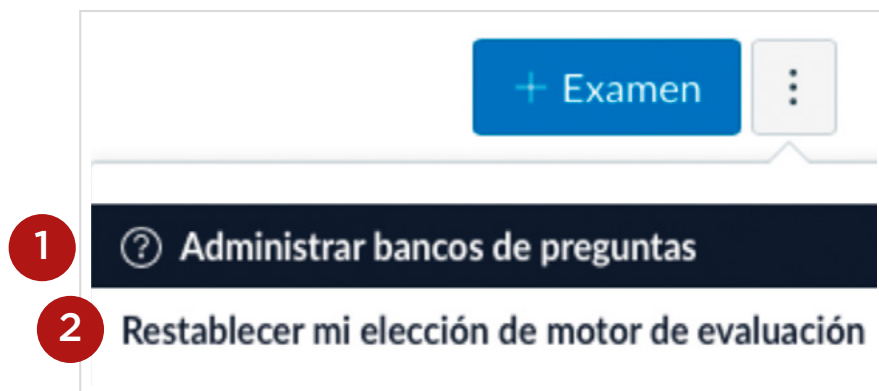 + Examen
1 ? Administrar bancos de preguntas
2 Restablecer mi elección de motor de evaluación